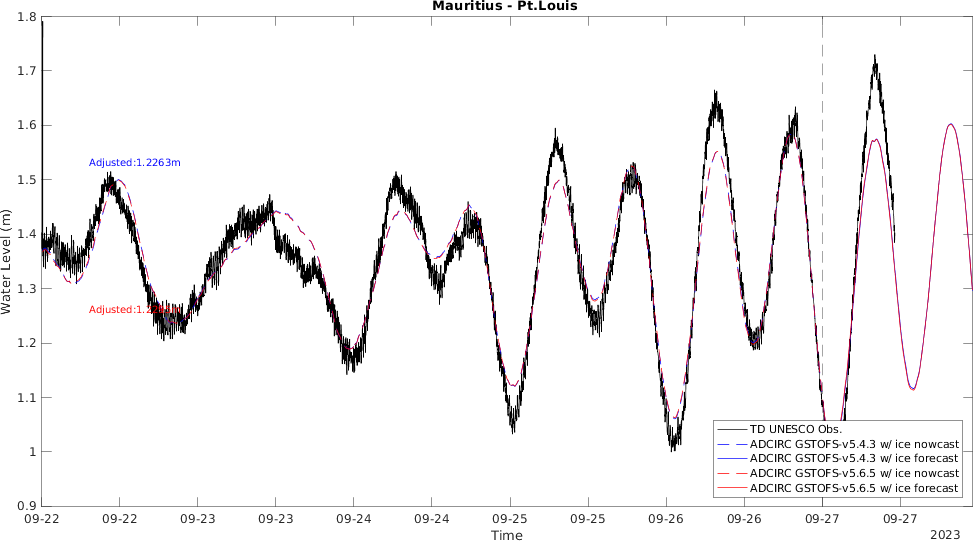 Mauritius - Pt.Louis
Water Level (m)
1.8
1.7
1.6
1.5
1.4
1.3
1.2
1.1
1
0.9
Adjusted:1.2263m
TD UNESCO Obs.
ADCIRC GSTOFS-v5.4.3 w/ ice nowcast
ADCIRC GSTOFS-v5.4.3 w/ ice forecast
ADCIRC GSTOFS-v5.6.5 w/ ice nowcast
ADCIRC GSTOFS-v5.6.5 w/ ice forecast
09-22 09-22 09-23 09-23 09-24 09-24 09-25 09-25 09-26 09-26 09-27 09-27
Time
2023